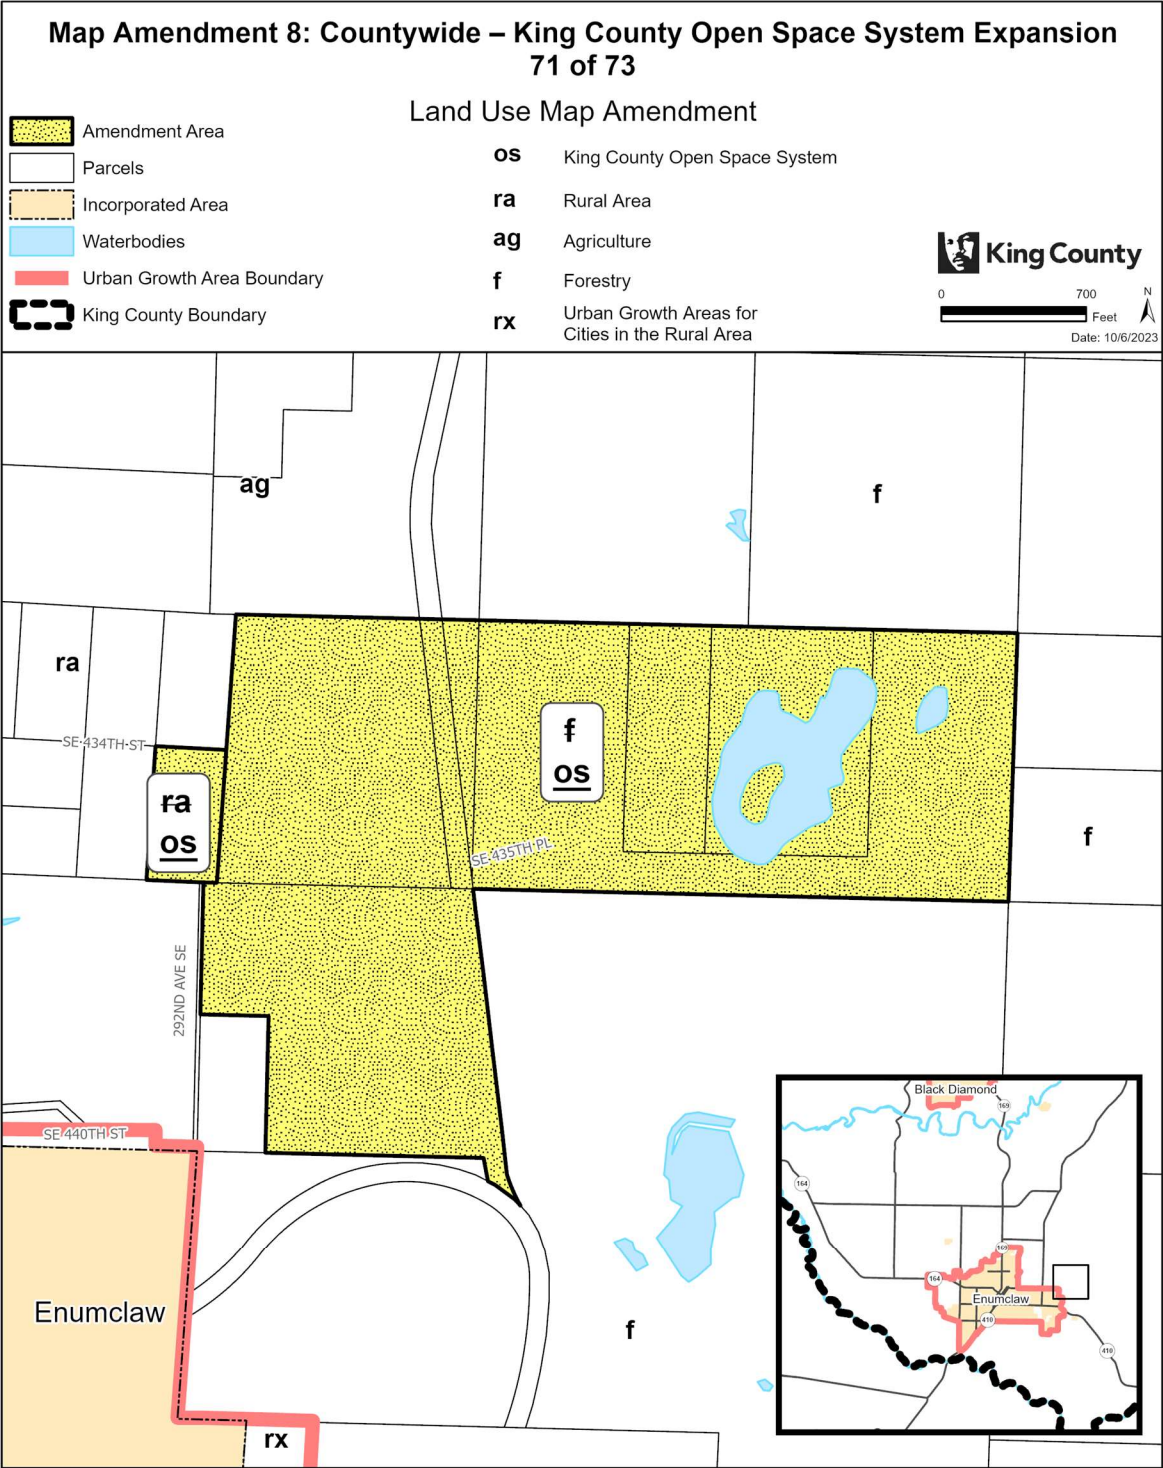 Map Amendment 8: Countywide – King County Open Space System Expansion
71 of 73
Land Use Map Amendment
Amendment Area
Parcels
Incorporated Area
Waterbodies
Urban Growth Area Boundary
King County Boundary
os King County Open Space System
ra Rural Area
ag Agriculture
f Forestry
rx Urban Growth Areas for
Cities in the Rural Area
King County
0 700
Feet
N
Date: 10/6/2023
ag
f
ra
SE 434TH ST
f
os
ra
os
SE 435TH PL
f
292ND AVE SE
SE 440TH ST
Enumclaw
f
rx
Black Diamond
169
164
169
164
Enumclaw
410
410